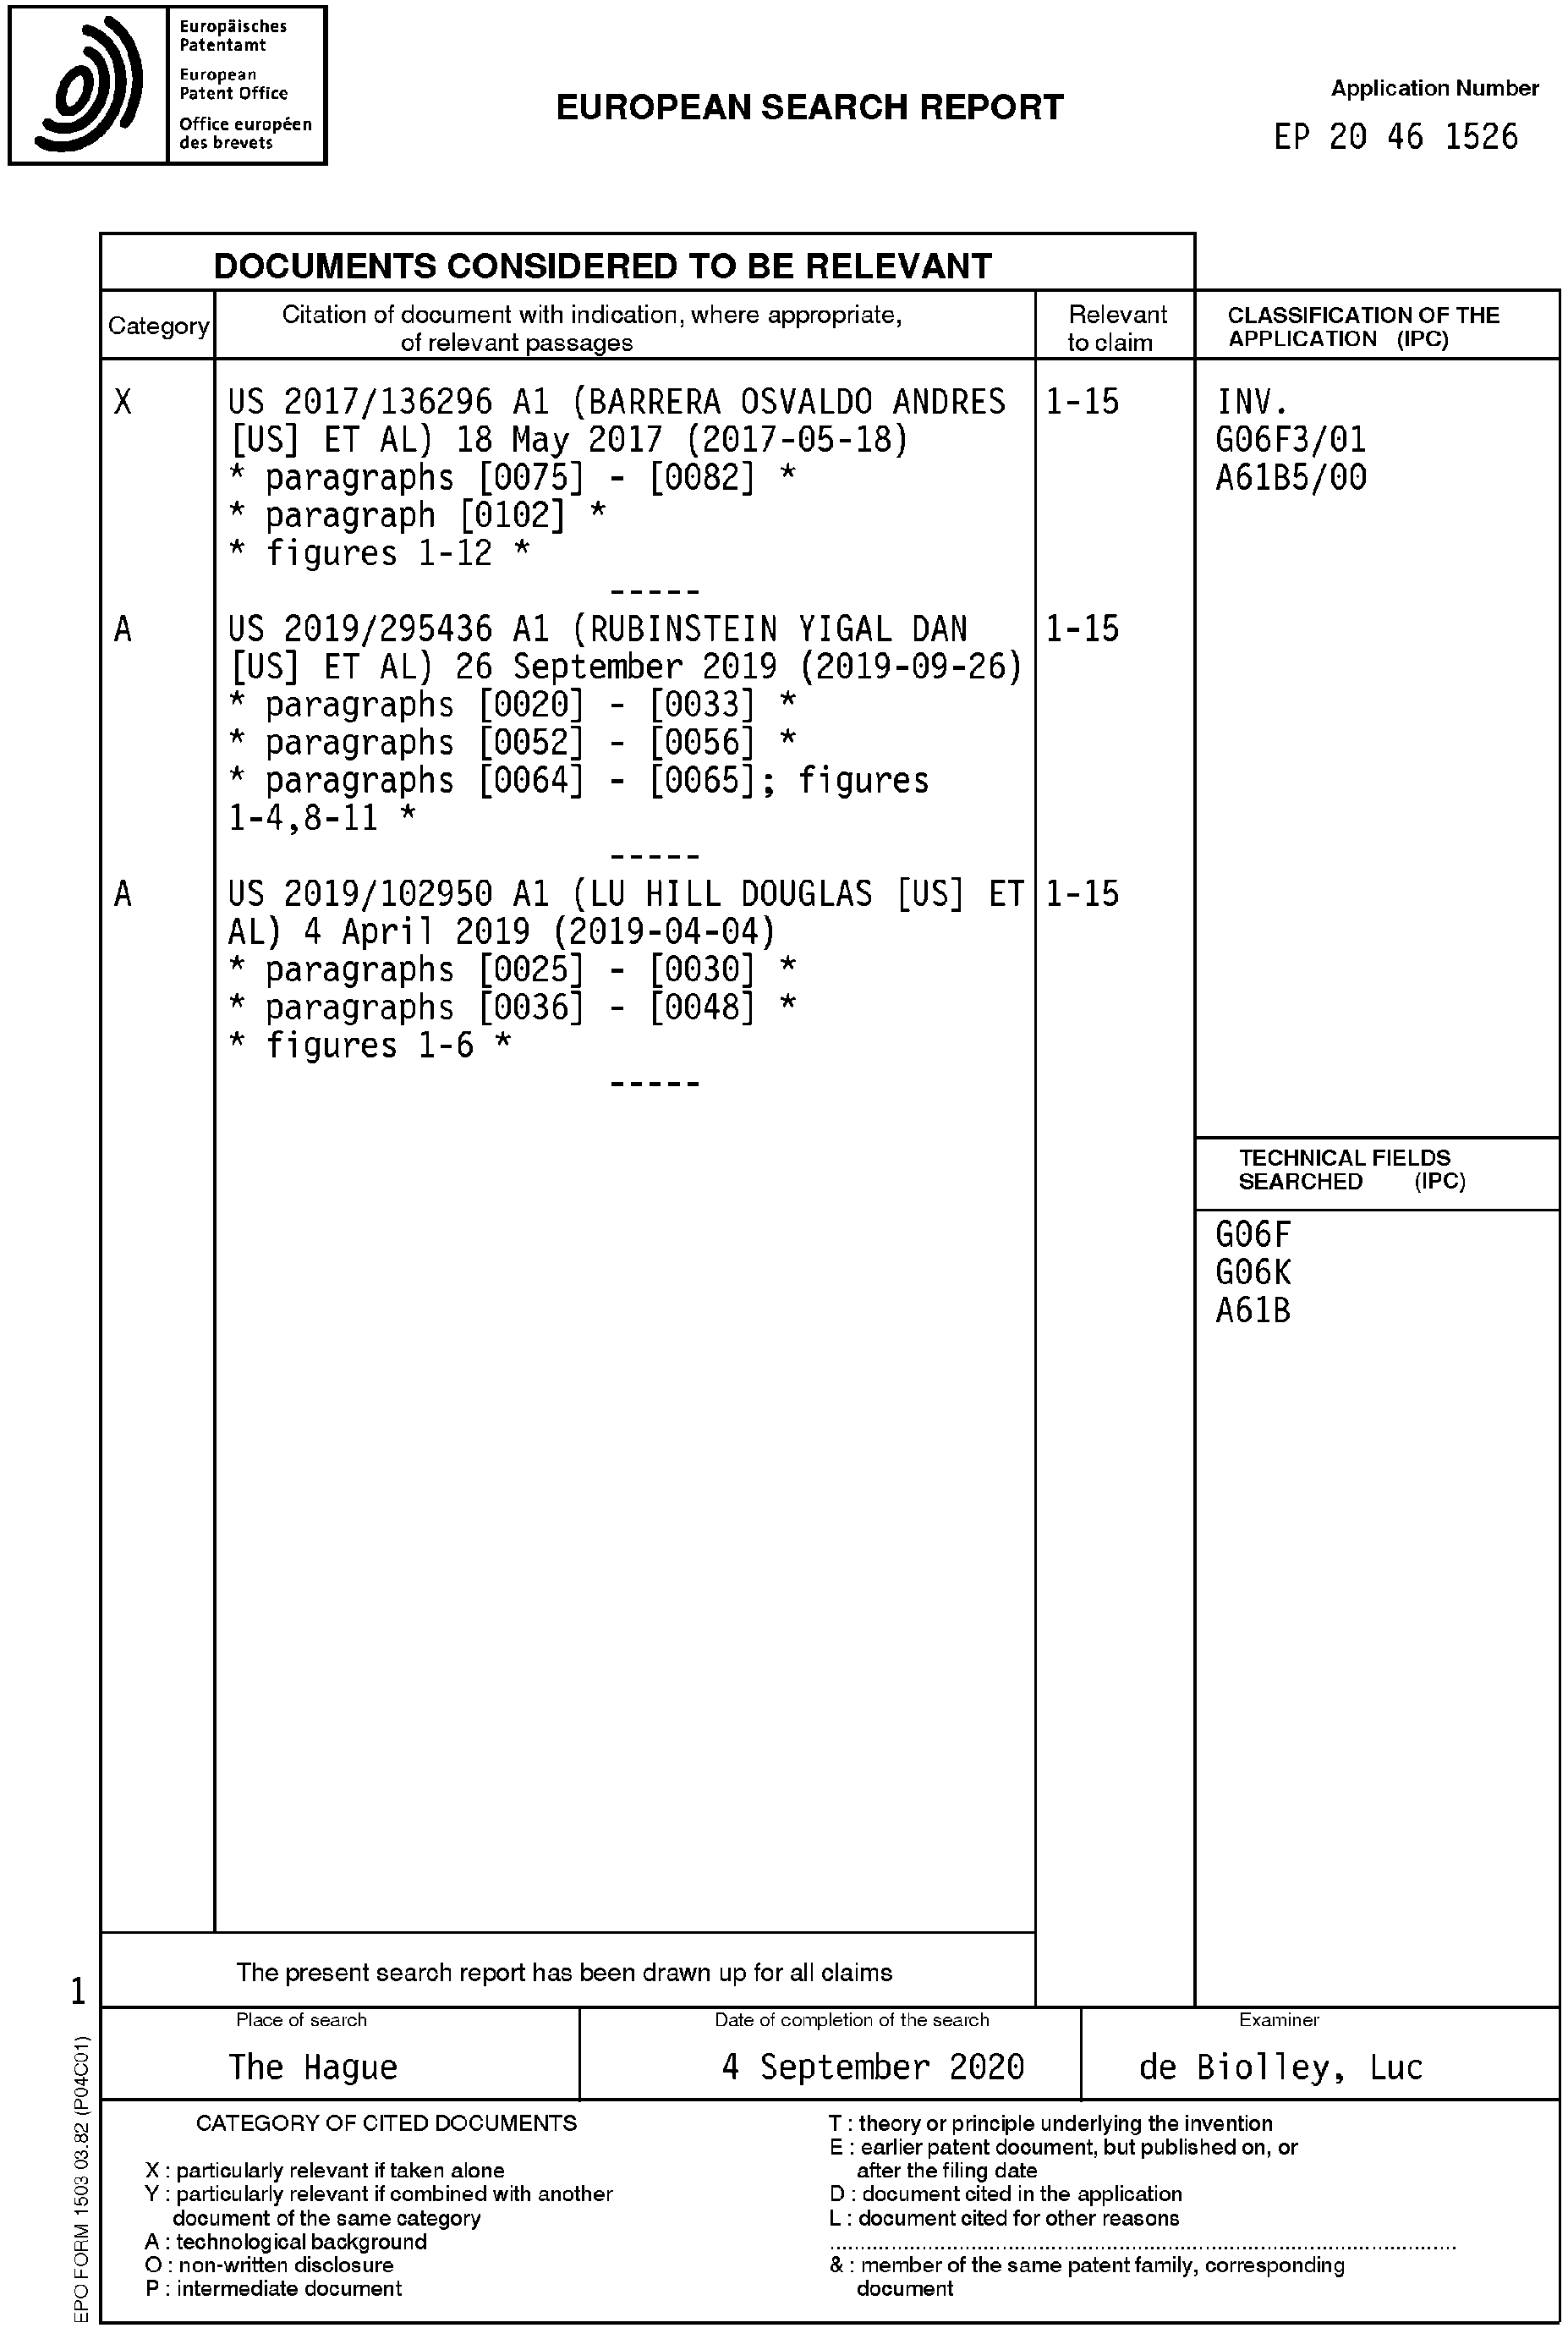 Europäisches
Patentamt
European
Patent Office
Office européen
des brevets
EUROPEAN SEARCH REPORT
Application Number
EP 20 46 1526
DOCUMENTS CONSIDERED TO BE RELEVANT
Category
Citation of document with indication, where appropriate,
of relevant passages
Relevant
to claim
CLASSIFICATION OF THE
APPLICATION (IPC)
X
US 2017/136296 A1 (BARRERA OSVALDO ANDRES
[US] ET AL) 18 May 2017 (2017-05-18)
* paragraphs [0075] - [0082] *
* paragraph [0102] *
* figures 1-12 *
-----
1-15
INV.
G06F3/01
A61B5/00
A
US 2019/295436 A1 (RUBINSTEIN YIGAL DAN
[US] ET AL) 26 September 2019 (2019-09-26)
* paragraphs [0020] - [0033] *
* paragraphs [0052] - [0056] *
* paragraphs [0064] - [0065]; figures
1-4,8-11 *
-----
1-15
A
US 2019/102950 A1 (LU HILL DOUGLAS [US] ET
AL) 4 April 2019 (2019-04-04)
* paragraphs [0025] - [0030] *
* paragraphs [0036] - [0048] *
* figures 1-6 *
-----
1-15
TECHNICAL FIELDS
SEARCHED (IPC)
G06F
G06K
A61B
The present search report has been drawn up for all claims
1
Place of search
The Hague
Date of completion of the search
4 September 2020
Examiner
de Biolley, Luc
EPO FORM 1503 03.82 (P04C01)
CATEGORY OF CITED DOCUMENTS
X : particularly relevant if taken alone
Y : particularly relevant if combined with another
document of the same category
A : technological background
O : non-written disclosure
P : intermediate document
T : theory or principle underlying the invention
E : earlier patent document, but published on, or
after the filing date
D : document cited in the application
L : document cited for other reasons
& : member of the same patent family, corresponding
document